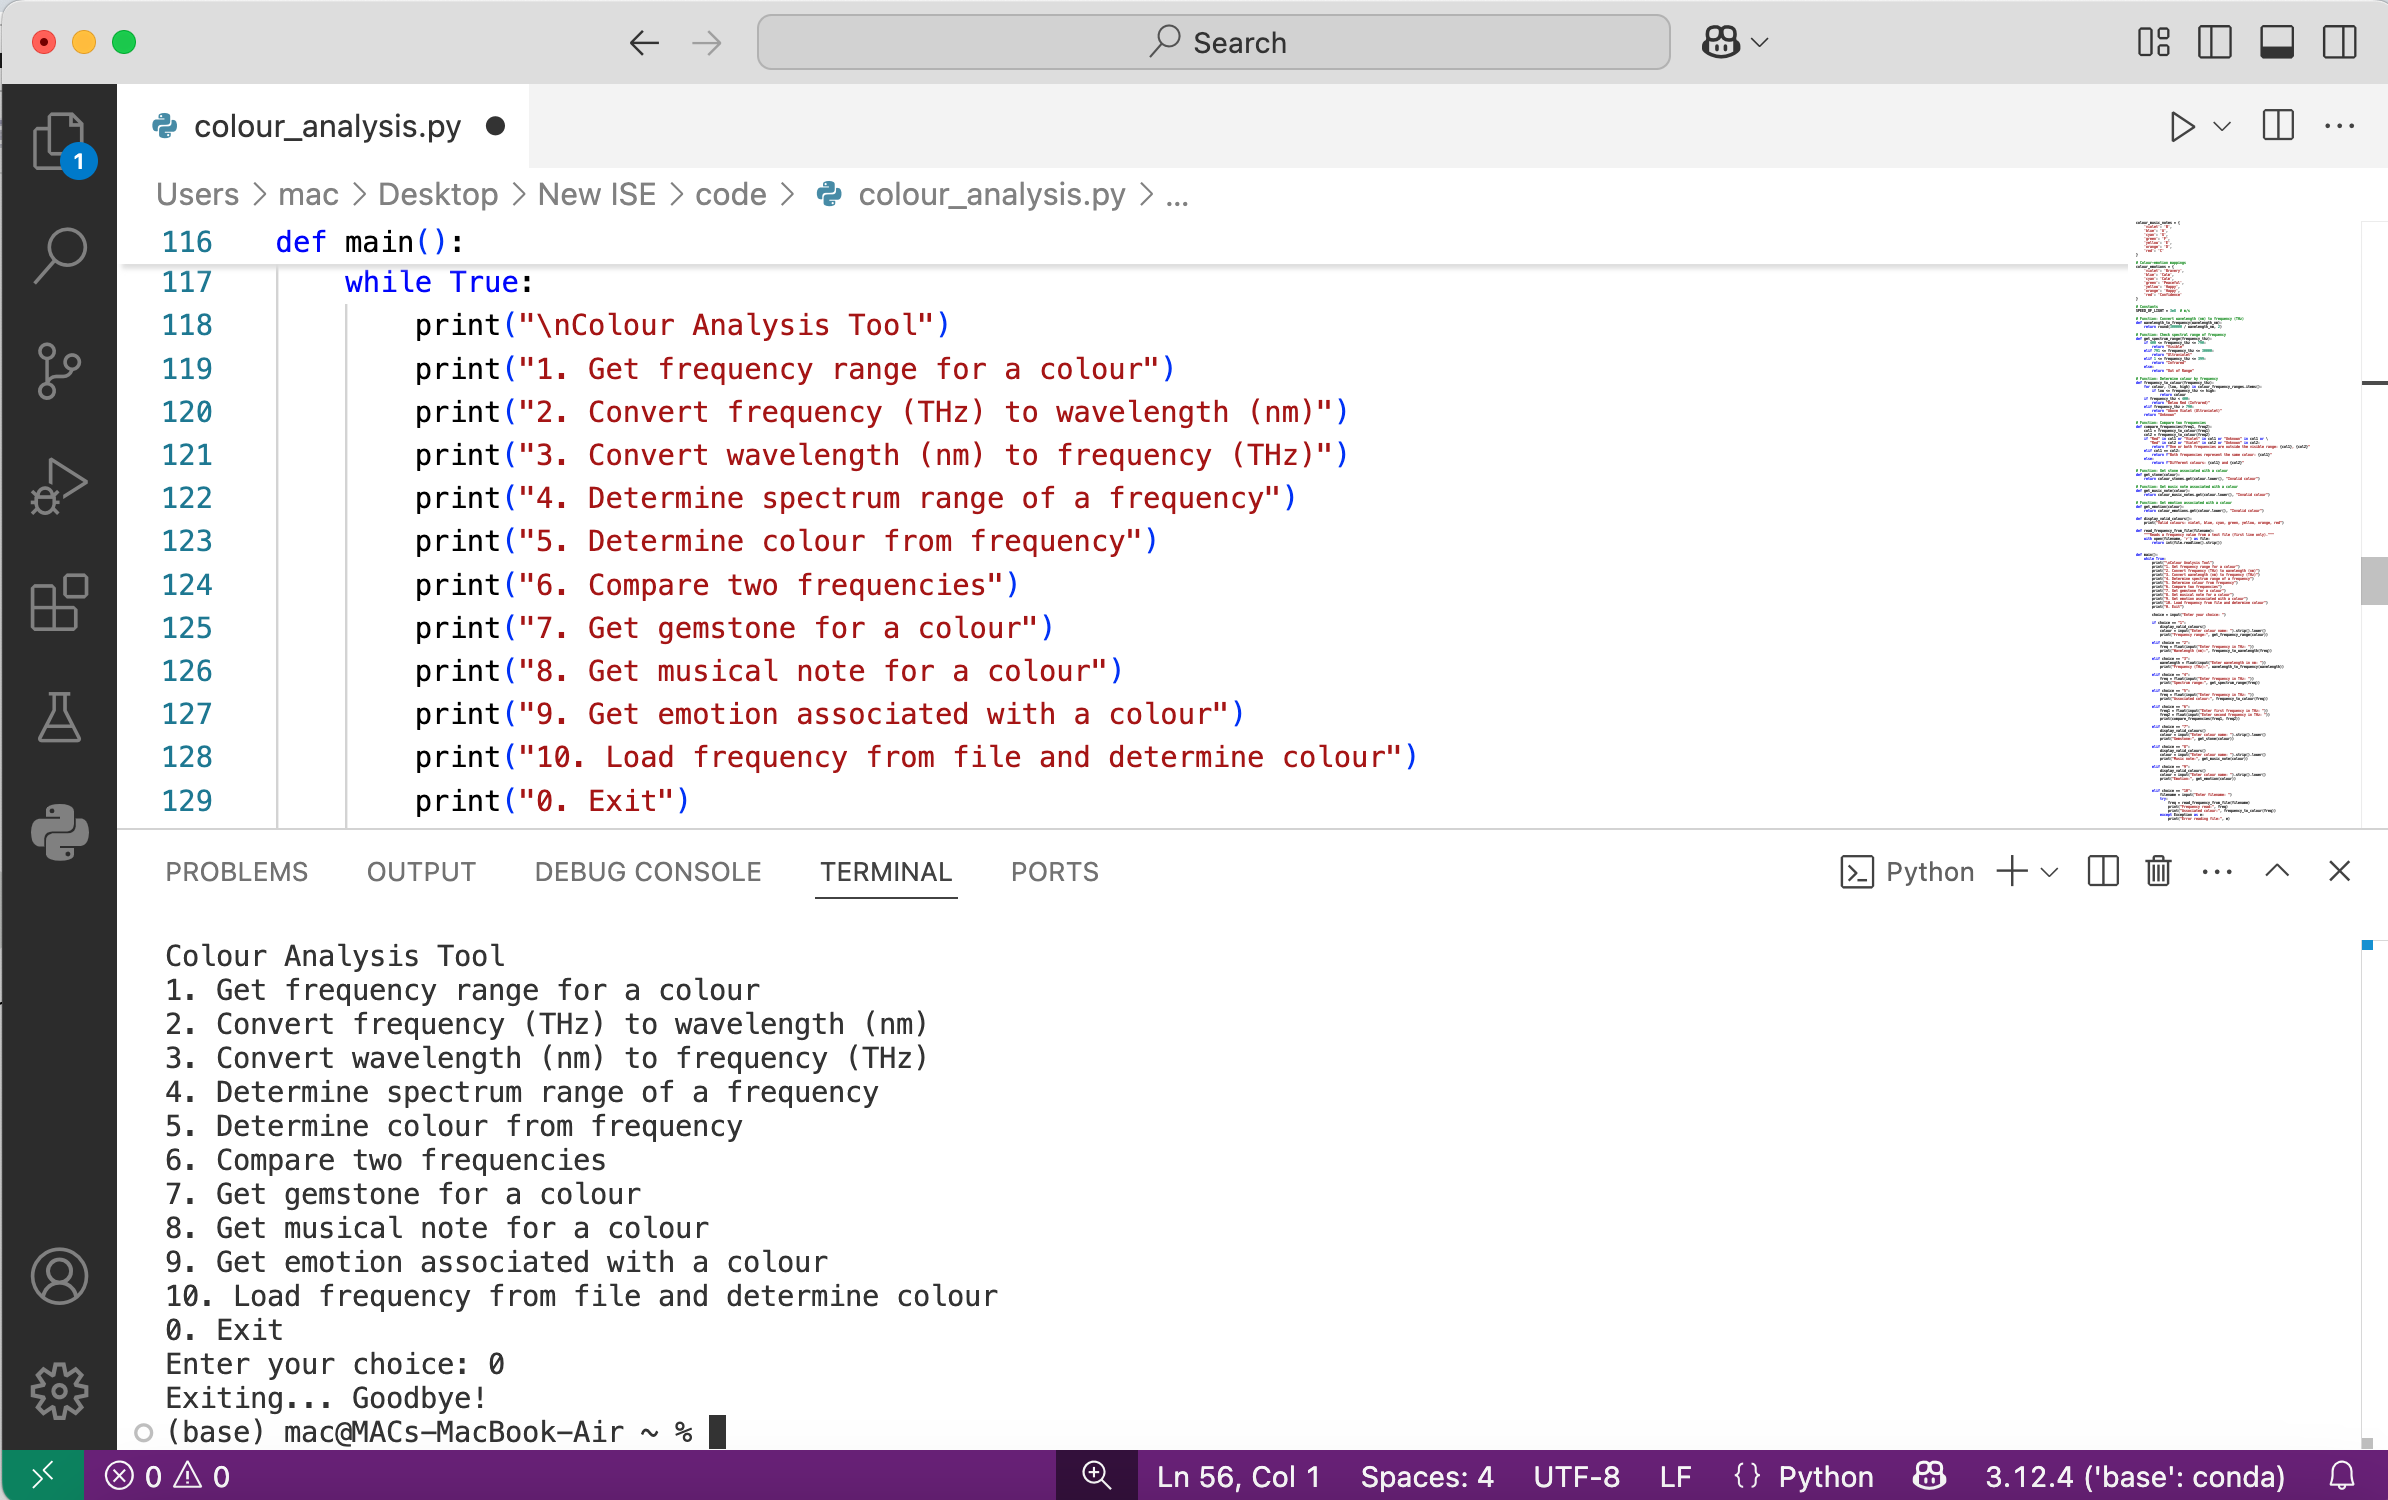 Search
colour_analysis.py
1
Users > mac > Desktop > New ISE > code > colour_analysis.py > ...
116 def main():
117 while True:
118 print("\nColour Analysis Tool")
119 print("1. Get frequency range for a colour")
120 print("2. Convert frequency (THz) to wavelength (nm)")
121 print("3. Convert wavelength (nm) to frequency (THz)")
122 print("4. Determine spectrum range of a frequency")
123 print("5. Determine colour from frequency")
124 print("6. Compare two frequencies")
125 print("7. Get gemstone for a colour")
126 print("8. Get musical note for a colour")
127 print("9. Get emotion associated with a colour")
128 print("10. Load frequency from file and determine colour")
129 print("0. Exit")
PROBLEMS OUTPUT DEBUG CONSOLE TERMINAL PORTS Python
Colour Analysis Tool
1. Get frequency range for a colour
2. Convert frequency (THz) to wavelength (nm)
3. Convert wavelength (nm) to frequency (THz)
4. Determine spectrum range of a frequency
5. Determine colour from frequency
6. Compare two frequencies
7. Get gemstone for a colour
8. Get musical note for a colour
9. Get emotion associated with a colour
10. Load frequency from file and determine colour
0. Exit
Enter your choice: 0
Exiting... Goodbye!
(base) mac@MACs-MacBook-Air ~ %
0 0 Ln 56, Col 1 Spaces: 4 UTF-8 LF {} Python 3.12.4 ('base': conda)